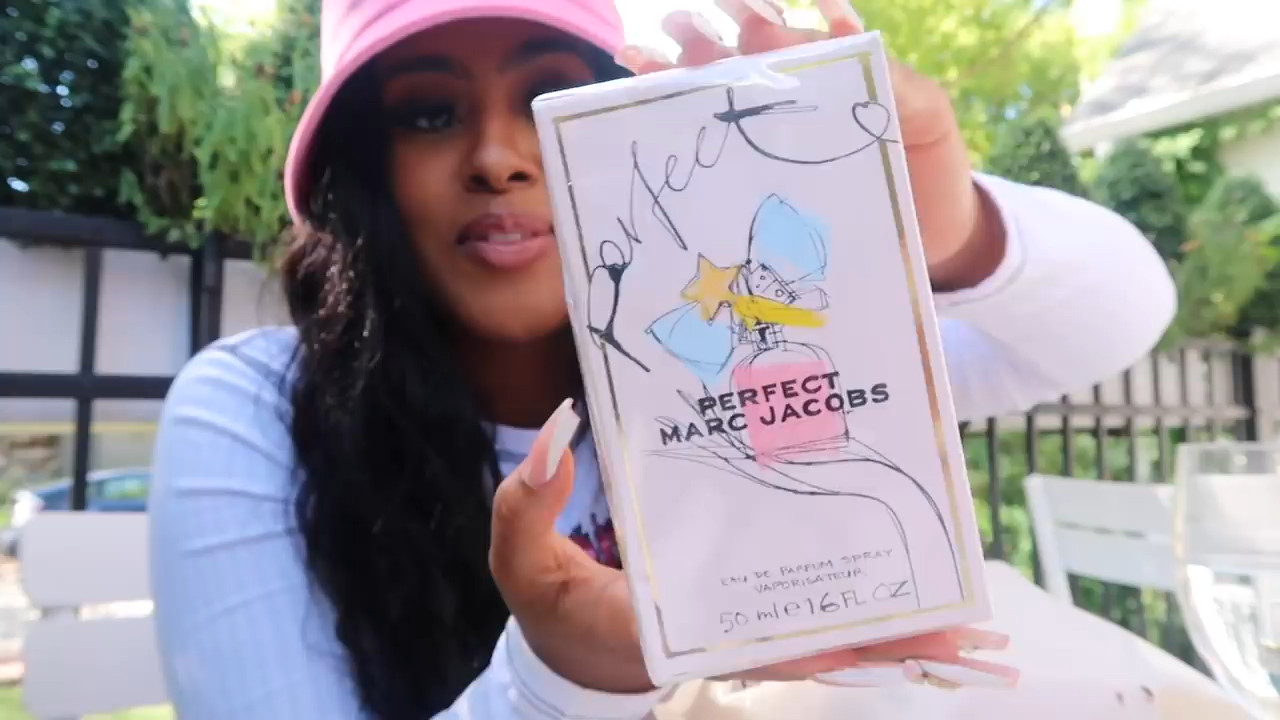 perfect
PERFECT
MARC JACOBS
EAU DE PARFUM SPRAY
VAPORISATEUR
50 ml e 1.6 FL OZ